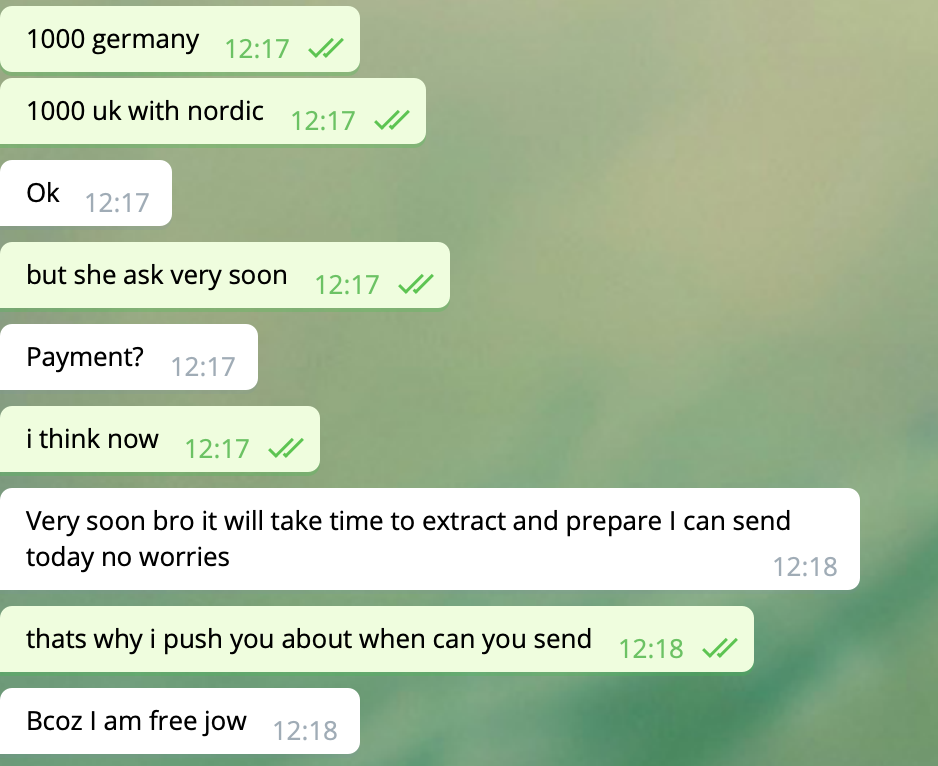 1000 germany 12:17
1000 uk with nordic 12:17
Ok 12:17
but she ask very soon 12:17
Payment? 12:17
i think now 12:17
Very soon bro it will take time to extract and prepare I can send
today no worries 12:18
thats why i push you about when can you send 12:18
Bcoz I am free jow 12:18